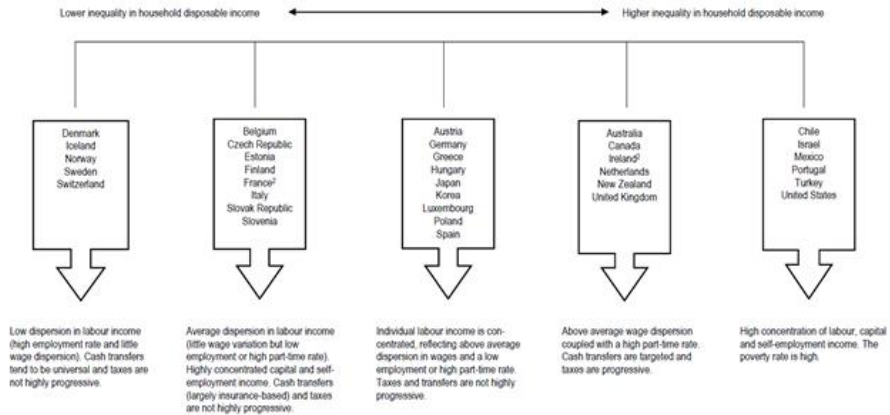 Lower inequality in household disposable income
Higher inequality in household disposable income
Denmark
Iceland
Norway
Sweden
Switzerland
Belgium
Czech Republic
Estonia
Finland
France²
Italy
Slovak Republic
Slovenia
Austria
Germany
Greece
Hungary
Japan
Korea
Luxembourg
Poland
Spain
Australia
Canada
Ireland²
Netherlands
New Zealand
United Kingdom
Chile
Israel
Mexico
Portugal
Turkey
United States
Low dispersion in labour income
(high employment rate and little
wage dispersion). Cash transfers
tend to be universal and taxes are
not highly progressive.
Average dispersion in labour income
(little wage variation but low
employment or high part-time rate).
Highly concentrated capital and self-
employment income. Cash transfers
(largely insurance-based) and taxes
are not highly progressive.
Individual labour income is con-
centrated, reflecting above average
dispersion in wages and a low
employment or high part-time rate.
Taxes and transfers are not highly
progressive.
Above average wage dispersion
coupled with a high part-time rate.
Cash transfers are targeted and
taxes are progressive.
High concentration of labour, capital
and self-employment income. The
poverty rate is high.